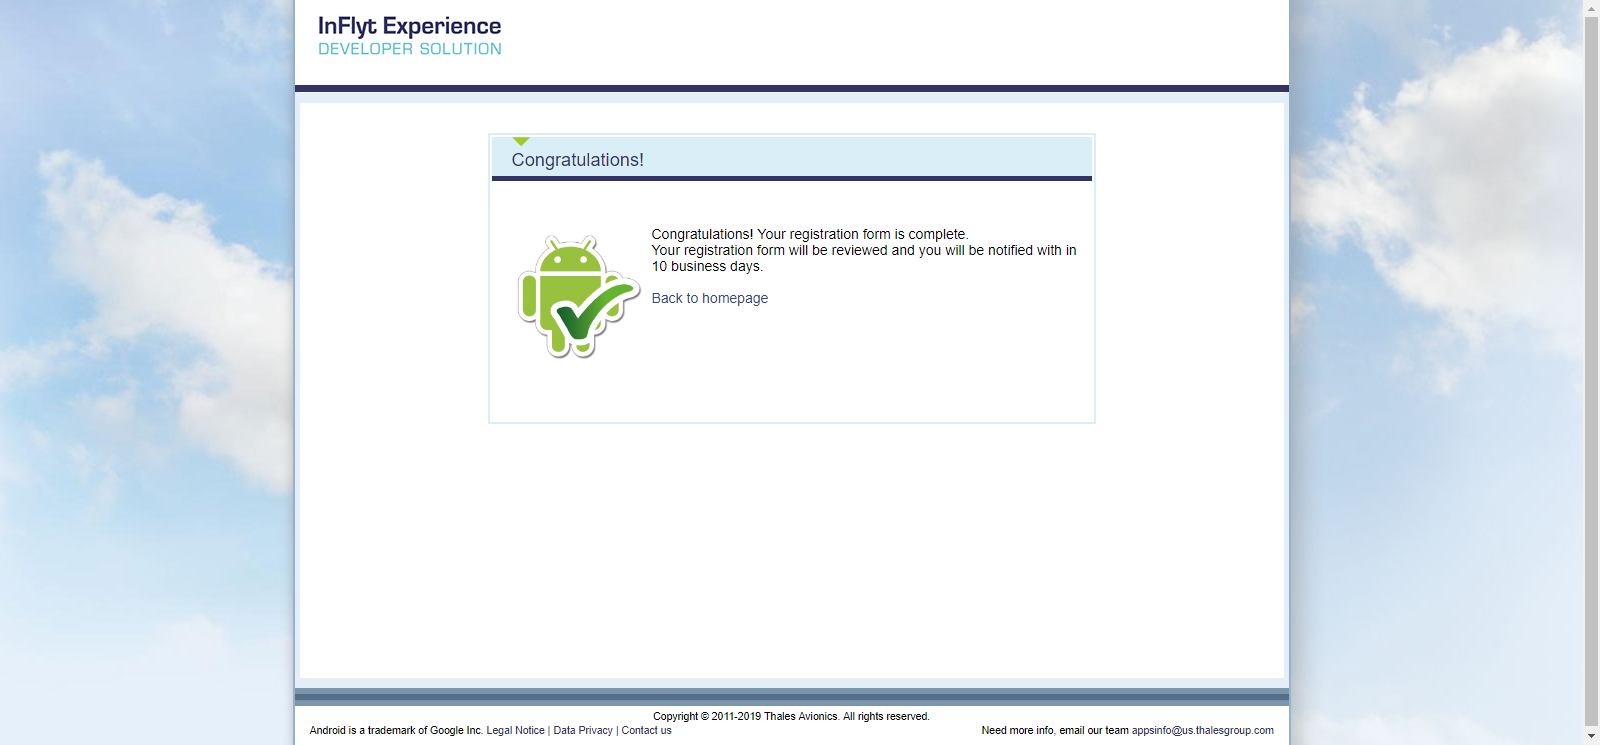 InFlyt Experience
DEVELOPER SOLUTION
Congratulations!
Congratulations! Your registration form is complete.
Your registration form will be reviewed and you will be notified with in
10 business days.
Back to homepage
Copyright © 2011-2019 Thales Avionics. All rights reserved.
Android is a trademark of Google Inc. Legal Notice | Data Privacy | Contact us
Need more info, email our team appsinfo@us.thalesgroup.com